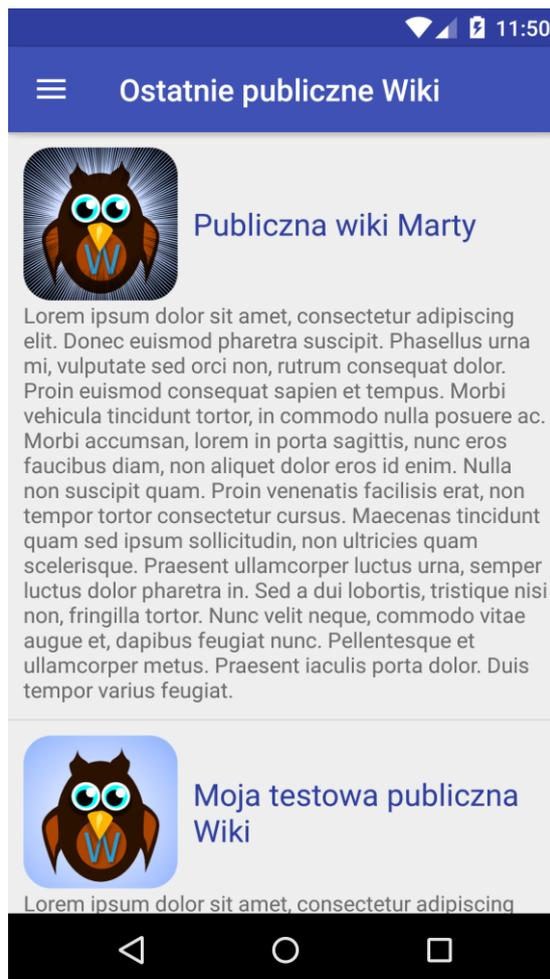 11:50
Ostatnie publiczne Wiki
W
Publiczna wiki Marty
Lorem ipsum dolor sit amet, consectetur adipiscing
elit. Donec euismod pharetra suscipit. Phasellus urna
mi, vulputate sed orci non, rutrum consequat dolor.
Proin euismod consequat sapien et tempus. Morbi
vehicula tincidunt tortor, in commodo nulla posuere ac.
Morbi accumsan, lorem in porta sagittis, nunc eros
faucibus diam, non aliquet dolor eros id enim. Nulla
non suscipit quam. Proin venenatis facilisis erat, non
tempor tortor consectetur cursus. Maecenas tincidunt
quam sed ipsum sollicitudin, non ultricies quam
scelerisque. Praesent ullamcorper luctus urna, semper
luctus dolor pharetra in. Sed a dui lobortis, tristique nisi
non, fringilla tortor. Nunc velit neque, commodo vitae
augue et, dapibus feugiat nunc. Pellentesque et
ullamcorper metus. Praesent iaculis porta dolor. Duis
tempor varius feugiat.
W
Moja testowa publiczna
Wiki
Lorem ipsum dolor sit amet, consectetur adipiscing